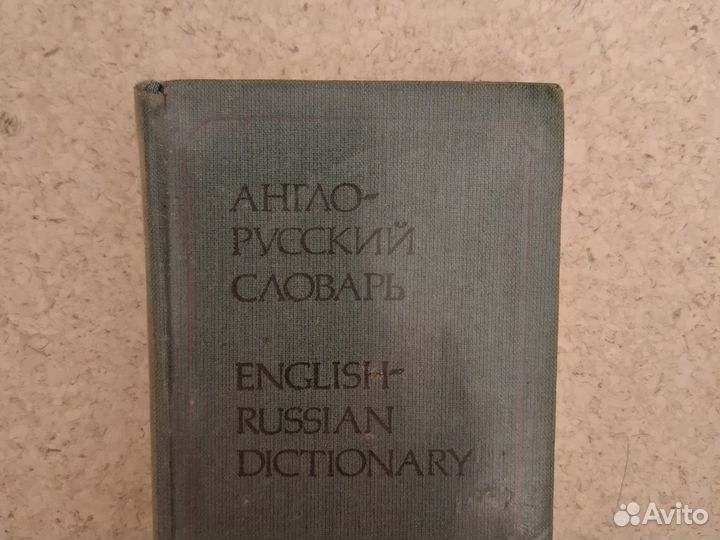 АНГЛО-
РУССКИЙ
СЛОВАРЬ
ENGLISH-
RUSSIAN
DICTIONARY
Avito